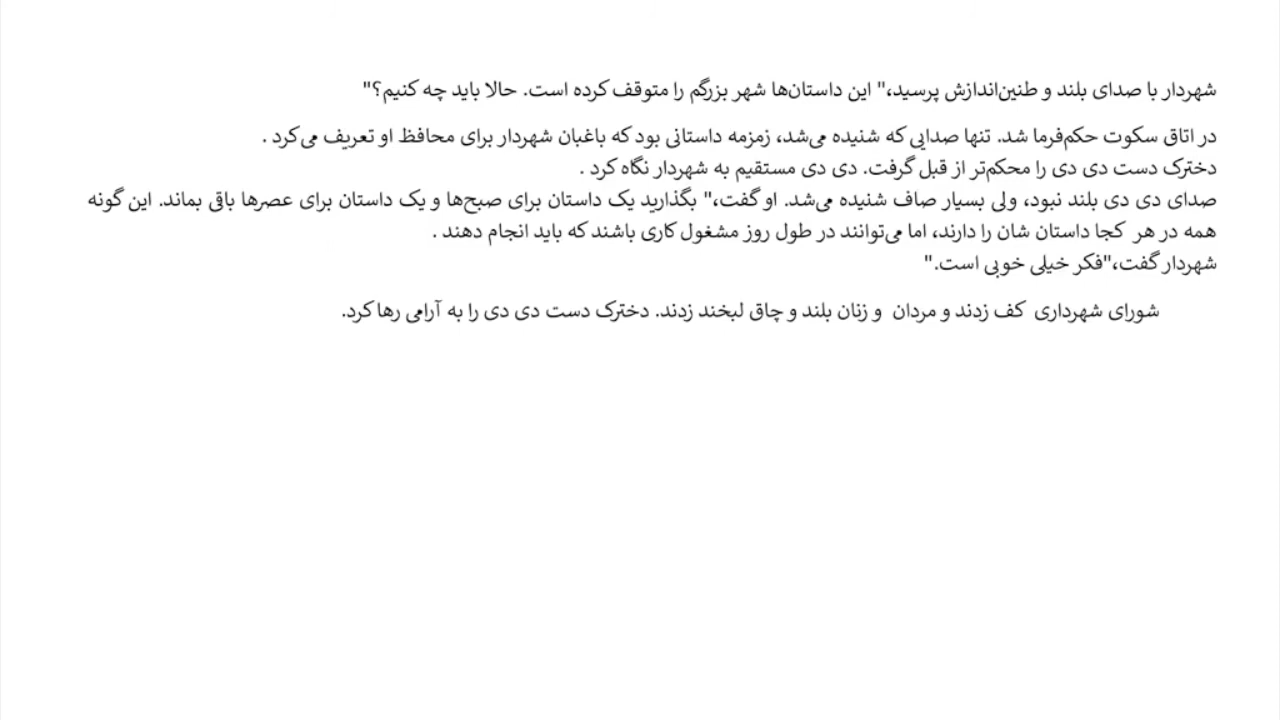 شهردار با صدای بلند و طنین‌اندازش پرسید،" این داستان‌ها شهر بزرگم را متوقف کرده است. حالا باید چه کنیم؟"
در اتاق سکوت حکم‌فرما شد. تنها صدایی که شنیده می‌شد، زمزمه داستانی بود که باغبان شهردار برای محافظ او تعریف می‌کرد .
دخترک دست دی دی را محکم‌تر از قبل گرفت. دی دی مستقیم به شهردار نگاه کرد .
صدای دی دی بلند نبود، ولی بسیار صاف شنیده می‌شد. او گفت،" بگذارید یک داستان برای صبح‌ها و یک داستان برای عصرها باقی بماند. این گونه
همه در هر کجا داستان شان را دارند، اما می‌توانند در طول روز مشغول کاری باشند که باید انجام دهند .
شهردار گفت،"فکر خیلی خوبی است."
شورای شهرداری کف زدند و مردان و زنان بلند و چاق لبخند زدند. دخترک دست دی دی را به آرامی رها کرد.